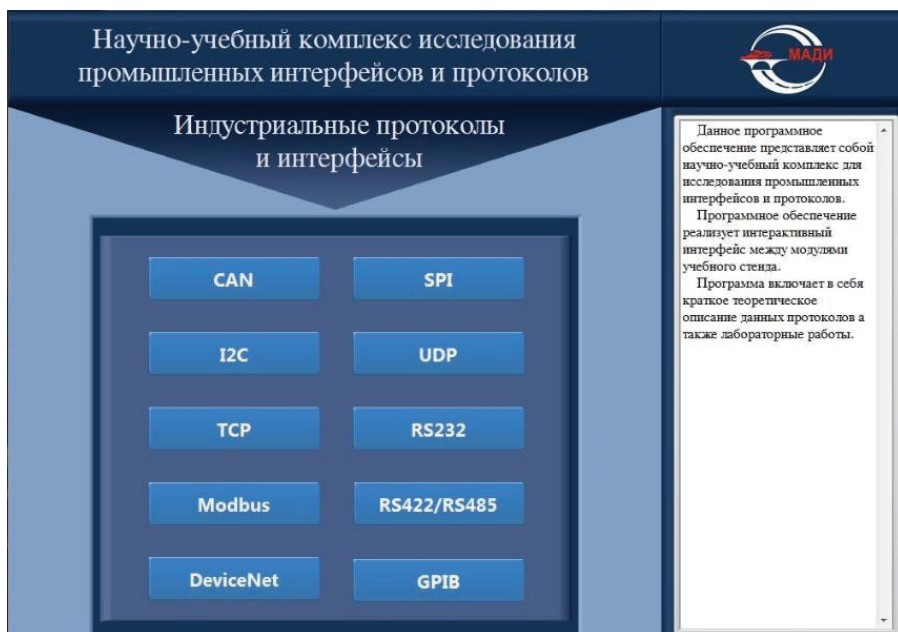 Научно-учебный комплекс исследования
промышленных интерфейсов и протоколов
МАДИ
Индустриальные протоколы
и интерфейсы
CAN
SPI
I2C
UDP
TCP
RS232
Modbus
RS422/RS485
DeviceNet
GPIB
Данное программное
обеспечение представляет собой
научно-учебный комплекс для
исследования промышленных
интерфейсов и протоколов.
Программное обеспечение
реализует интерактивный
интерфейс между модулями
учебного стенда.
Программа включает в себя
краткое теоретическое
описание данных протоколов а
также лабораторные работы.